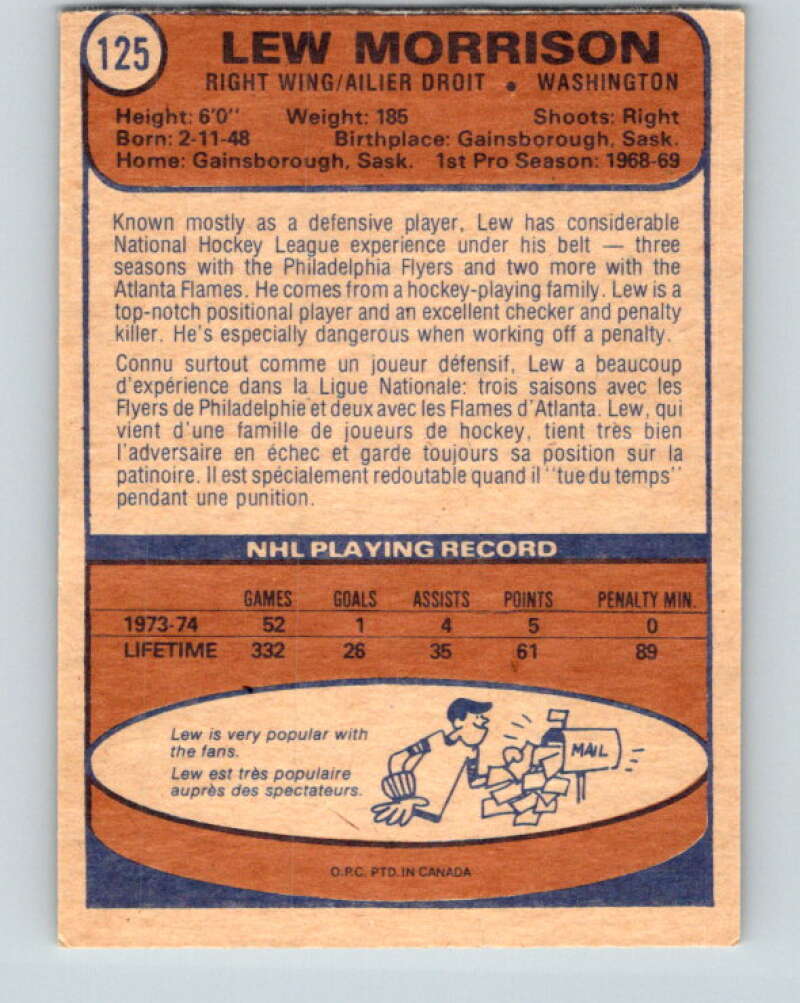 125
LEW MORRISON
RIGHT WING/AILIER DROIT • WASHINGTON
Height: 6'0" Weight: 185 Shoots: Right
Born: 2-11-48 Birthplace: Gainsborough, Sask.
Home: Gainsborough, Sask. 1st Pro Season: 1968-69
Known mostly as a defensive player, Lew has considerable
National Hockey League experience under his belt — three
seasons with the Philadelphia Flyers and two more with the
Atlanta Flames. He comes from a hockey-playing family. Lew is a
top-notch positional player and an excellent checker and penalty
killer. He's especially dangerous when working off a penalty.
Connu surtout comme un joueur défensif, Lew a beaucoup
d'expérience dans la Ligue Nationale: trois saisons avec les
Flyers de Philadelphie et deux avec les Flames d'Atlanta. Lew, qui
vient d'une famille de joueurs de hockey, tient très bien
l'adversaire en échec et garde toujours sa position sur la
patinoire. Il est spécialement redoutable quand il "tue du temps"
pendant une punition.
NHL PLAYING RECORD
GAMES GOALS ASSISTS POINTS PENALTY MIN.
1973-74 52 1 4 5 0
LIFETIME 332 26 35 61 89
Lew is very popular with
the fans.
Lew est très populaire
auprès des spectateurs.
MAIL
O.P.C. PTD. IN CANADA